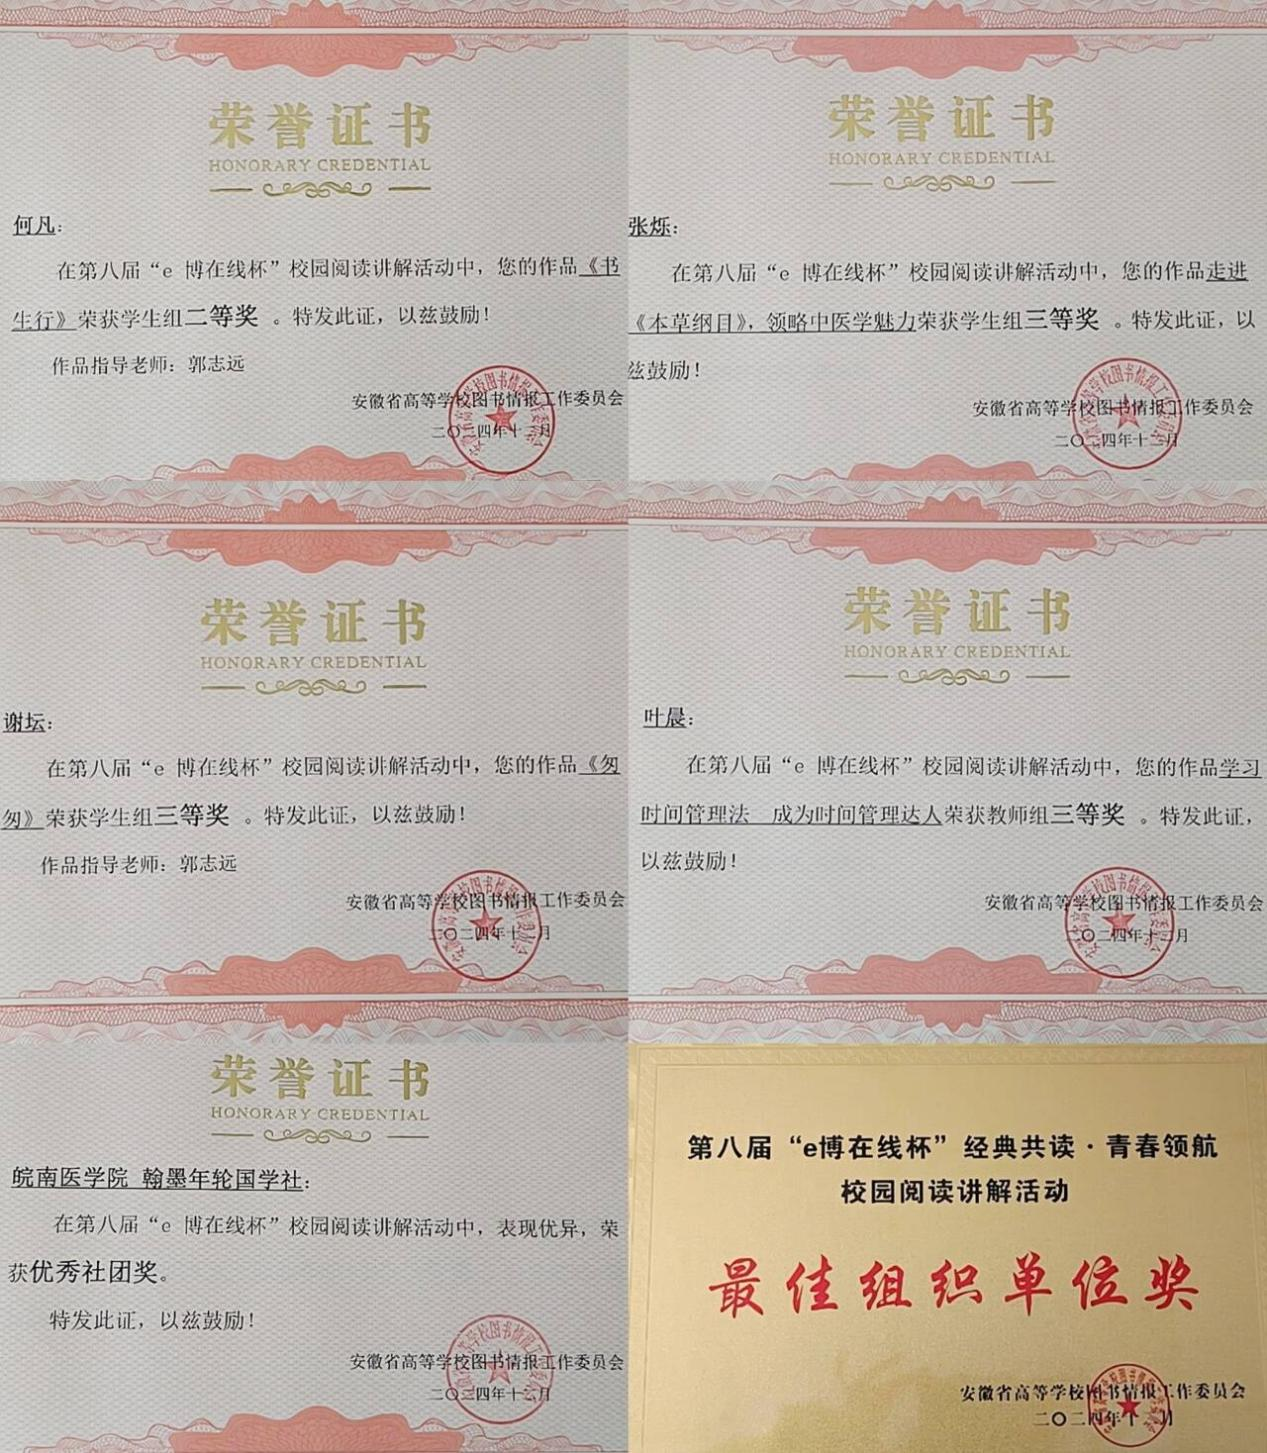 荣誉证书
HONORARY CREDENTIAL
何凡：
在第八届“e 博在线杯”校园阅读讲解活动中，您的作品《书
生行》荣获学生组二等奖 。特发此证，以兹鼓励！
作品指导老师：郭志远
安徽省高等学校图书情报工作委员会
二〇二四年十二月
荣誉证书
HONORARY CREDENTIAL
张烁：
在第八届“e 博在线杯”校园阅读讲解活动中，您的作品走进
《本草纲目》，领略中医学魅力荣获学生组三等奖 。特发此证，以
兹鼓励！
安徽省高等学校图书情报工作委员会
二〇二四年十二月
荣誉证书
HONORARY CREDENTIAL
谢坛：
在第八届“e 博在线杯”校园阅读讲解活动中，您的作品《匆
匆》荣获学生组三等奖 。特发此证，以兹鼓励！
作品指导老师：郭志远
安徽省高等学校图书情报工作委员会
二〇二四年十二月
荣誉证书
HONORARY CREDENTIAL
叶晨：
在第八届“e 博在线杯”校园阅读讲解活动中，您的作品学习
时间管理法 成为时间管理达人荣获教师组三等奖 。特发此证，
以兹鼓励！
安徽省高等学校图书情报工作委员会
二〇二四年十二月
荣誉证书
HONORARY CREDENTIAL
皖南医学院 翰墨年轮国学社：
在第八届“e 博在线杯”校园阅读讲解活动中，表现优异，荣
获优秀社团奖。
特发此证，以兹鼓励！
安徽省高等学校图书情报工作委员会
二〇二四年十二月
第八届“e博在线杯”经典共读·青春领航
校园阅读讲解活动
最佳组织单位奖
安徽省高等学校图书情报工作委员会
二〇二四年十二月